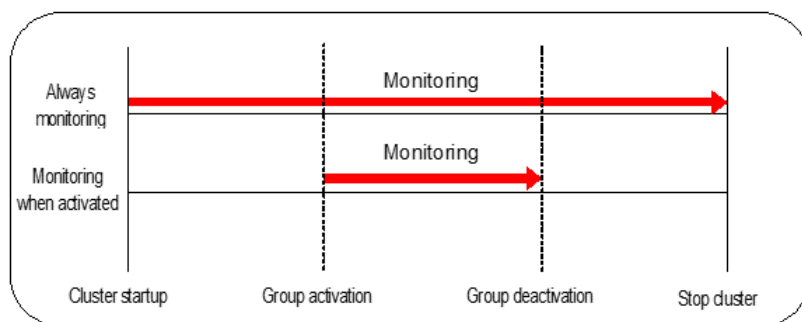 Always
monitoring
Monitoring
Monitoring
when activated
Monitoring
Cluster startup
Group activation
Group deactivation
Stop cluster